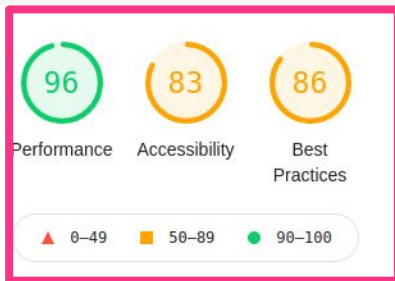 96 83 86
Performance Accessibility Best
Practices
0–49 50–89 90–100